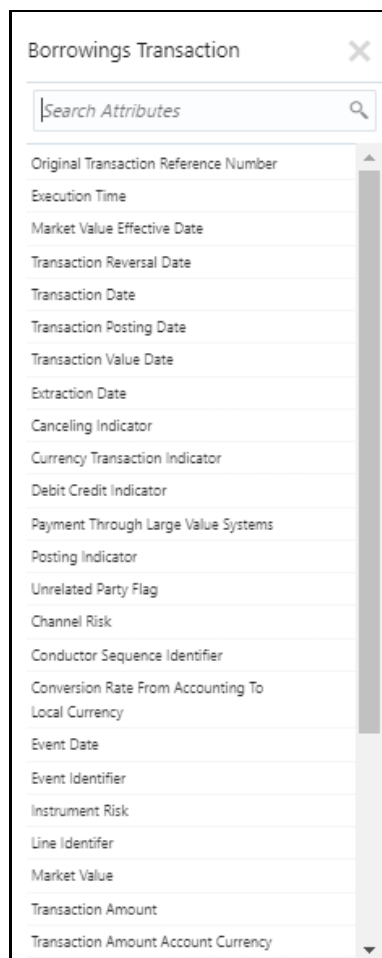 Borrowings Transaction
Search Attributes
Original Transaction Reference Number
Execution Time
Market Value Effective Date
Transaction Reversal Date
Transaction Date
Transaction Posting Date
Transaction Value Date
Extraction Date
Canceling Indicator
Currency Transaction Indicator
Debit Credit Indicator
Payment Through Large Value Systems
Posting Indicator
Unrelated Party Flag
Channel Risk
Conductor Sequence Identifier
Conversion Rate From Accounting To
Local Currency
Event Date
Event Identifier
Instrument Risk
Line Identifer
Market Value
Transaction Amount
Transaction Amount Account Currency